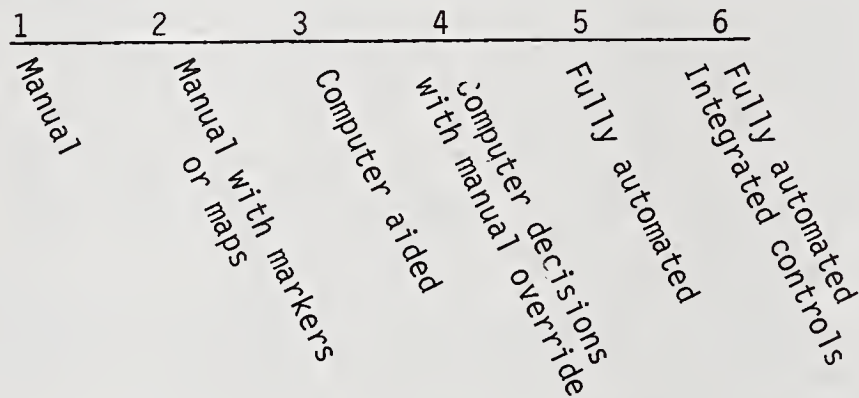 1 2 3 4 5 6
Manual
Manual with markers
or maps
Computer aided
Computer decisions
with manual override
Fully automated
Fully automated
Integrated controls